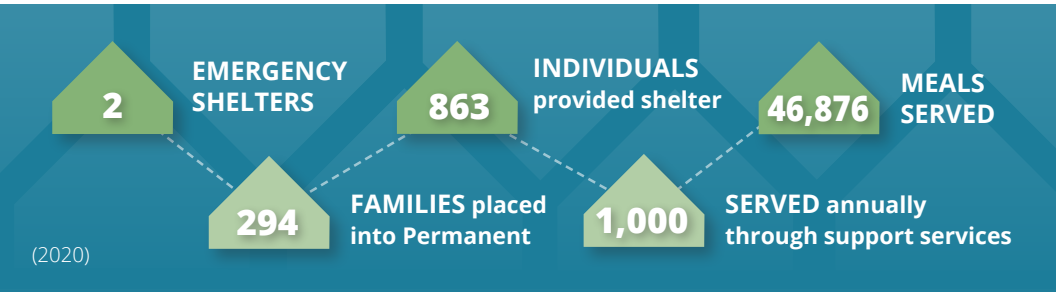 2
EMERGENCY
SHELTERS
294
FAMILIES placed
into Permanent
863
INDIVIDUALS
provided shelter
1,000
SERVED annually
through support services
46,876
MEALS
SERVED
(2020)